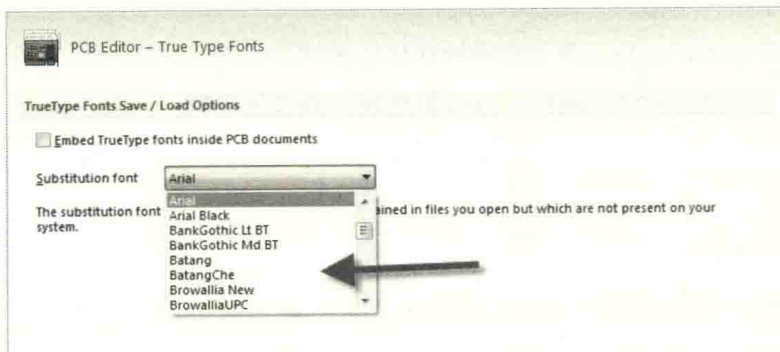 PCB Editor – True Type Fonts
TrueType Fonts Save / Load Options
Embed TrueType fonts inside PCB documents
Substitution font Arial
Arial
The substitution font ained in files you open but which are not present on your
system.
Arial Black
BankGothic Lt BT
BankGothic Md BT
Batang
BatangChe
Browallia New
BrowalliaUPC